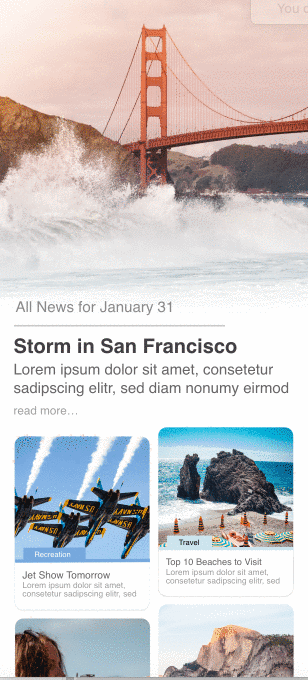 You
All News for January 31
Storm in San Francisco
Lorem ipsum dolor sit amet, consetetur
sadipscing elitr, sed diam nonumy eirmod
read more...
Recreation
Jet Show Tomorrow
Lorem ipsum dolor sit amet,
consetetur sadipscing elitr, sed
Travel
Top 10 Beaches to Visit
Lorem ipsum dolor sit amet,
consectetur sadipscing elitr, sed